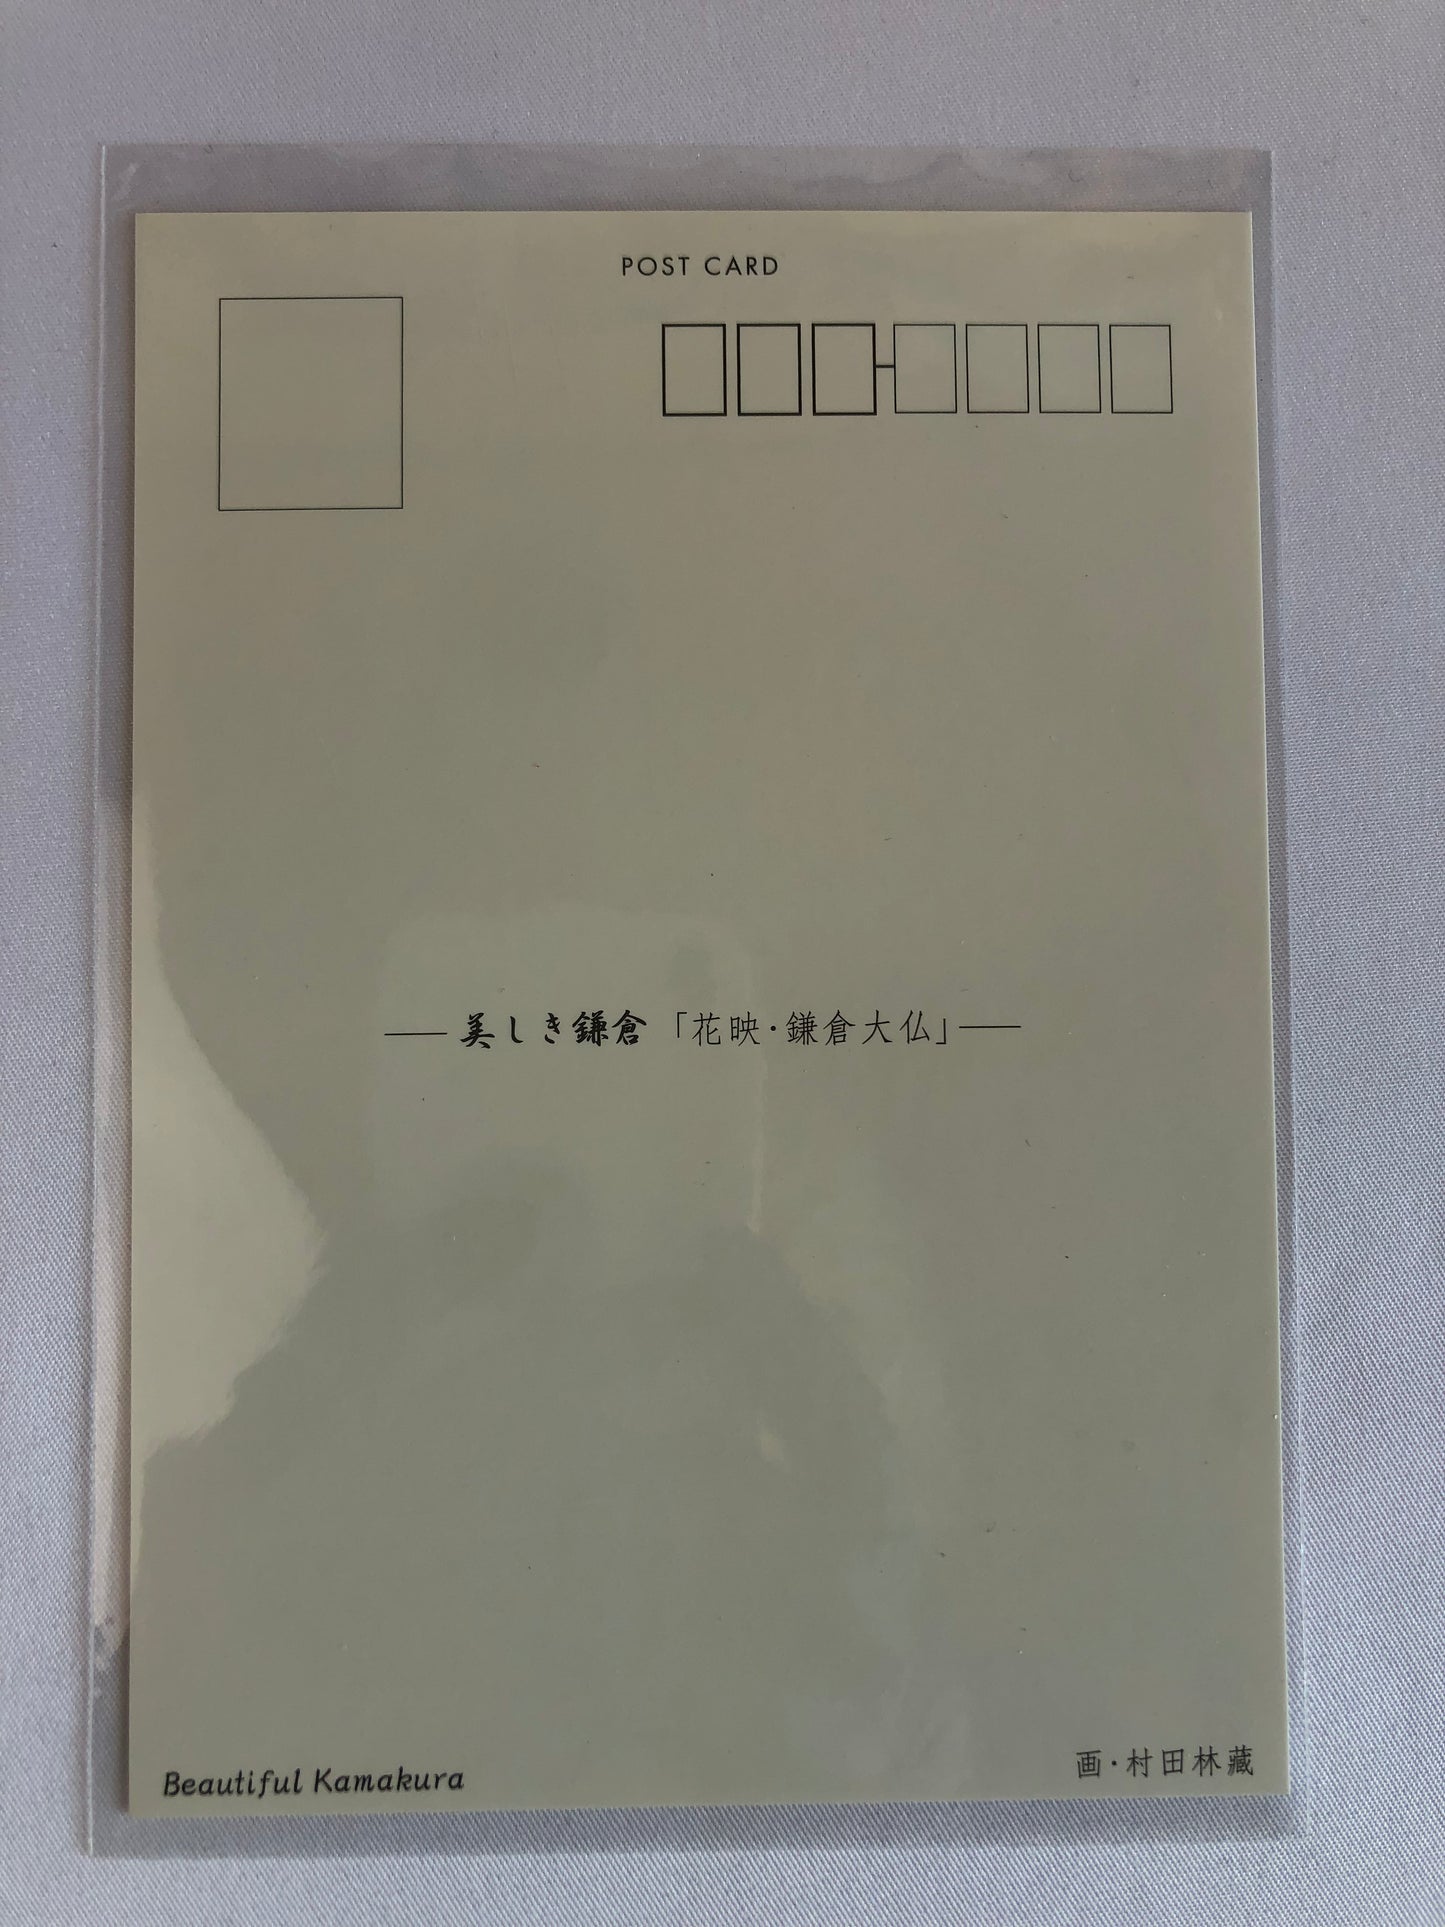 POST CARD
美しき鎌倉「花映・鎌倉大仏」
Beautiful Kamakura
画・村田林藏